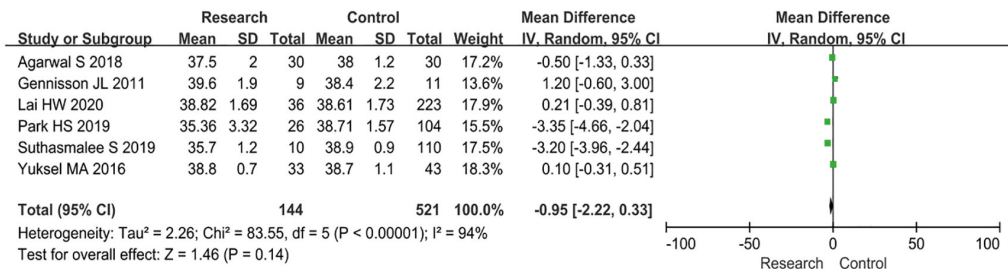 Research Control Mean Difference Mean Difference
Study or Subgroup Mean SD Total Mean SD Total Weight IV, Random, 95% CI IV, Random, 95% CI
Agarwal S 2018 37.5 2 30 38 1.2 30 17.2% -0.50 [-1.33, 0.33]
Gennisson JL 2011 39.6 1.9 9 38.4 2.2 11 13.6% 1.20 [-0.60, 3.00]
Lai HW 2020 38.82 1.69 36 38.61 1.73 223 17.9% 0.21 [-0.39, 0.81]
Park HS 2019 35.36 3.32 26 38.71 1.57 104 15.5% -3.35 [-4.66, -2.04]
Suthasmalee S 2019 35.7 1.2 10 38.9 0.9 110 17.5% -3.20 [-3.96, -2.44]
Yuksel MA 2016 38.8 0.7 33 38.7 1.1 43 18.3% 0.10 [-0.31, 0.51]
Total (95% CI) 144 521 100.0% -0.95 [-2.22, 0.33]
Heterogeneity: Tau² = 2.26; Chi² = 83.55, df = 5 (P < 0.00001); I² = 94%
Test for overall effect: Z = 1.46 (P = 0.14)
-100 -50 0 50 100
Research Control